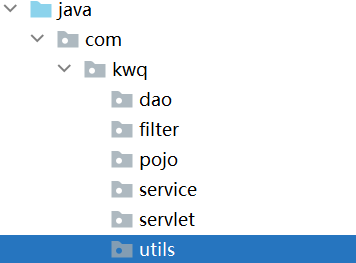 java
com
kwq
dao
filter
pojo
service
servlet
utils